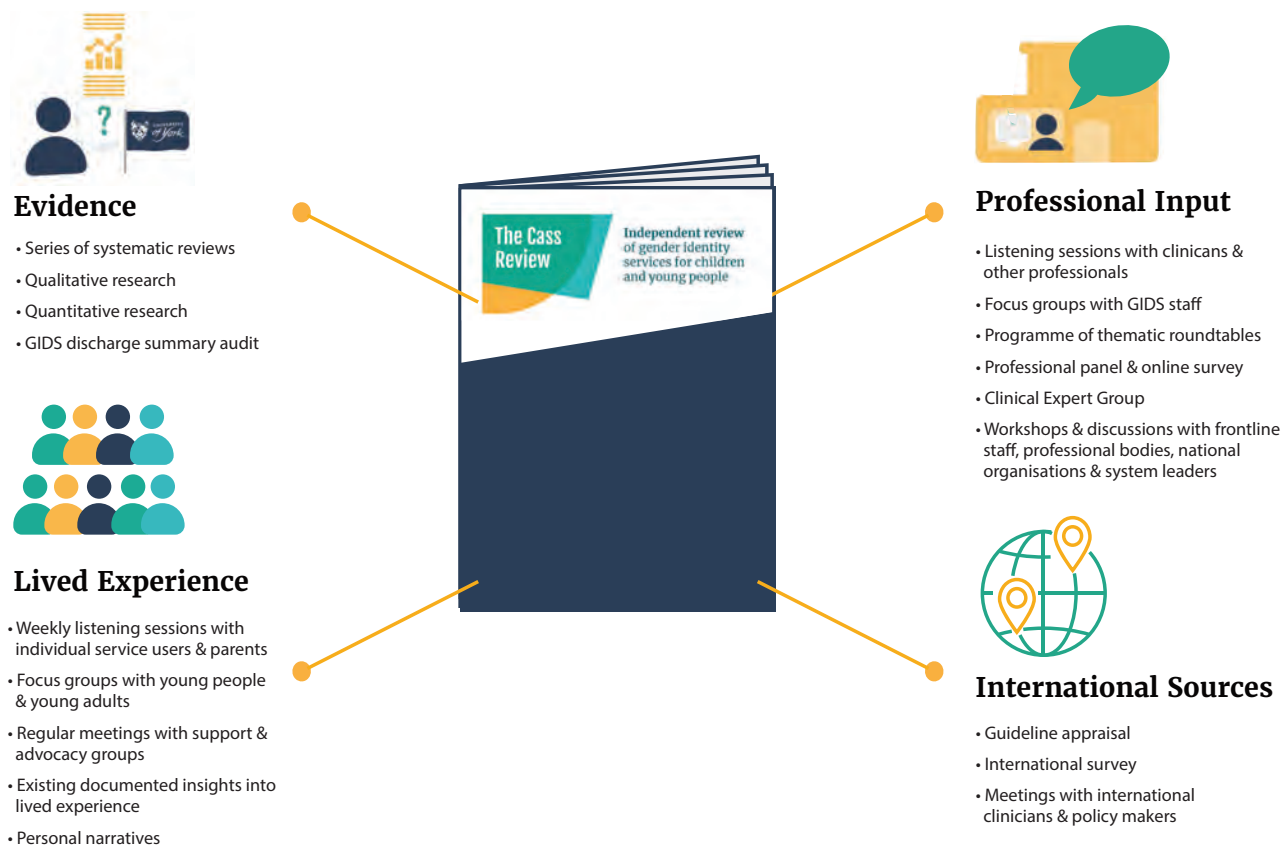 ?
of York
Evidence
• Series of systematic reviews
• Qualitative research
• Quantitative research
• GIDS discharge summary audit
Lived Experience
• Weekly listening sessions with
individual service users & parents
• Focus groups with young people
& young adults
• Regular meetings with support &
advocacy groups
• Existing documented insights into
lived experience
• Personal narratives
The Cass
Review
Independent review
of gender identity
services for children
and young people
Professional Input
• Listening sessions with clinicans &
other professionals
• Focus groups with GIDS staff
• Programme of thematic roundtables
• Professional panel & online survey
• Clinical Expert Group
• Workshops & discussions with frontline
staff, professional bodies, national
organisations & system leaders
International Sources
• Guideline appraisal
• International survey
• Meetings with international
clinicians & policy makers